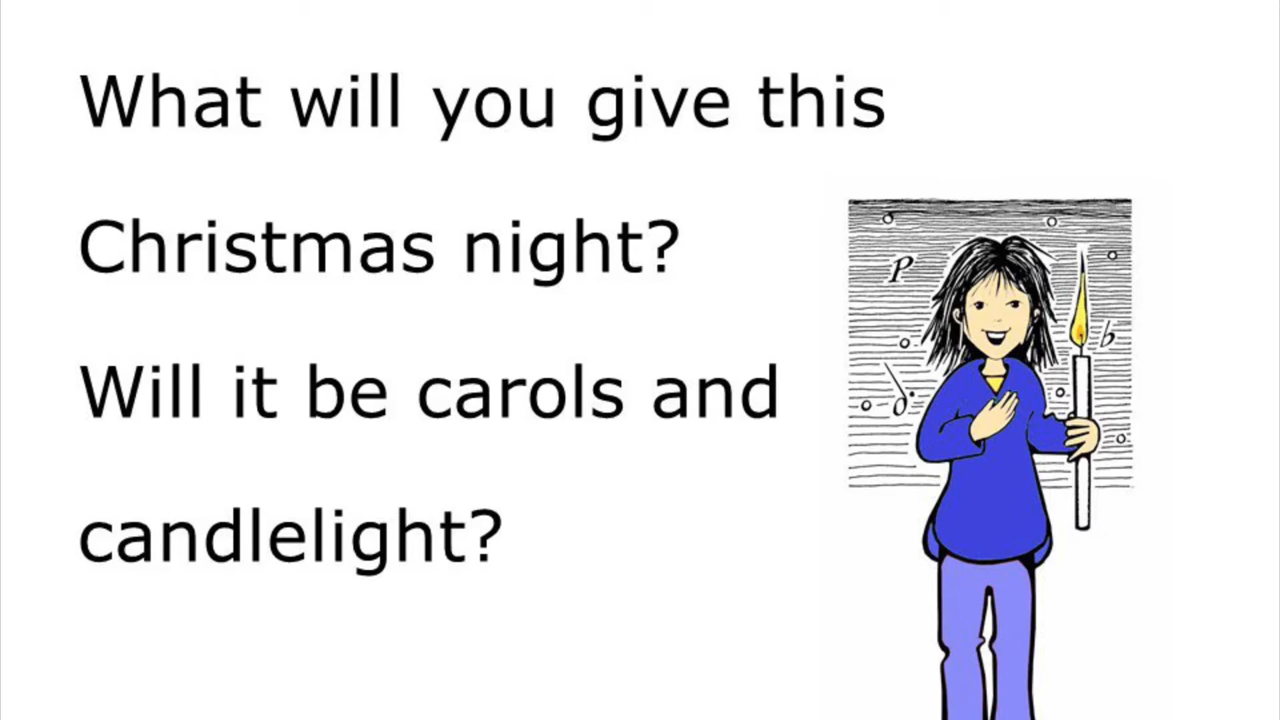 What will you give this
Christmas night?
Will it be carols and
candlelight?
P
b